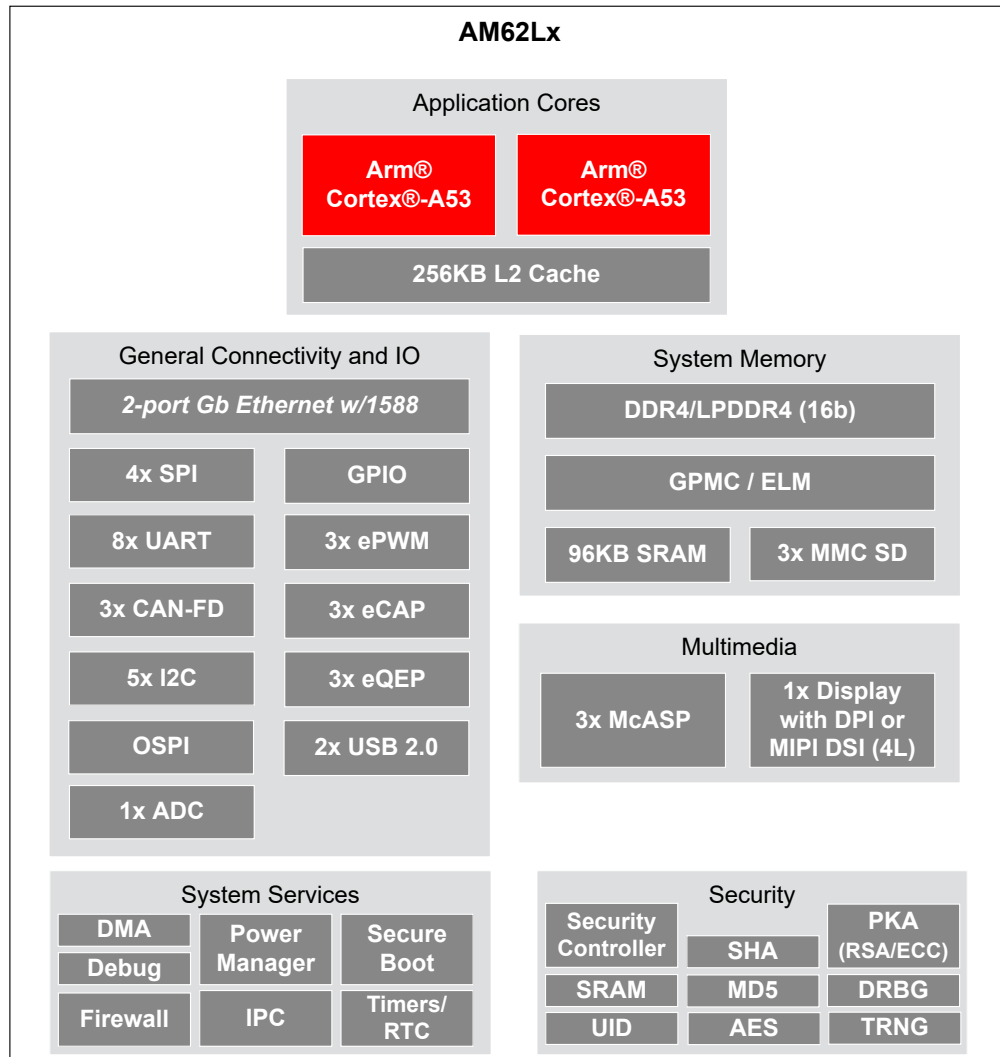 AM62Lx
Application Cores
Arm®
Cortex®-A53
Arm®
Cortex®-A53
256KB L2 Cache
General Connectivity and IO
2-port Gb Ethernet w/1588
4x SPI
GPIO
8x UART
3x ePWM
3x CAN-FD
3x eCAP
5x I2C
3x eQEP
OSPI
2x USB 2.0
1x ADC
System Memory
DDR4/LPDDR4 (16b)
GPMC / ELM
96KB SRAM
3x MMC SD
Multimedia
3x McASP
1x Display
with DPI or
MIPI DSI (4L)
System Services
DMA
Debug
Power
Manager
Secure
Boot
Firewall
IPC
Timers/
RTC
Security
Security
Controller
SHA
PKA
(RSA/ECC)
SRAM
MD5
DRBG
UID
AES
TRNG